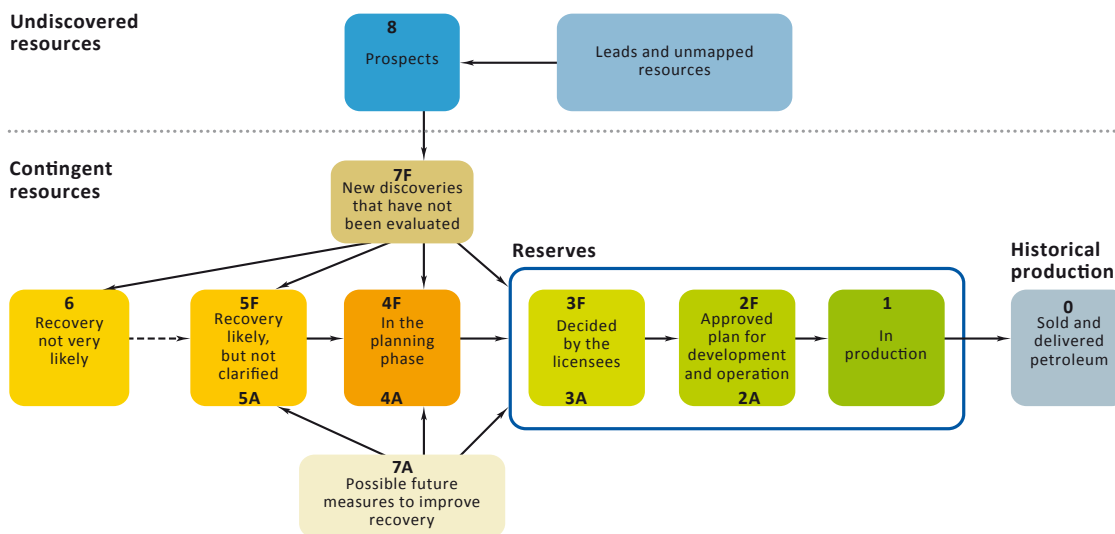 Undiscovered
resources
8
Prospects
Leads and unmapped
resources
Contingent
resources
7F
New discoveries
that have not
been evaluated
Reserves
Historical
production
6
Recovery
not very
likely
5F
Recovery
likely,
but not
clarified
5A
4F
In the
planning
phase
4A
3F
Decided
by the
licensees
3A
2F
Approved
plan for
development
and operation
2A
1
In
production
0
Sold and
delivered
petroleum
7A
Possible future
measures to improve
recovery